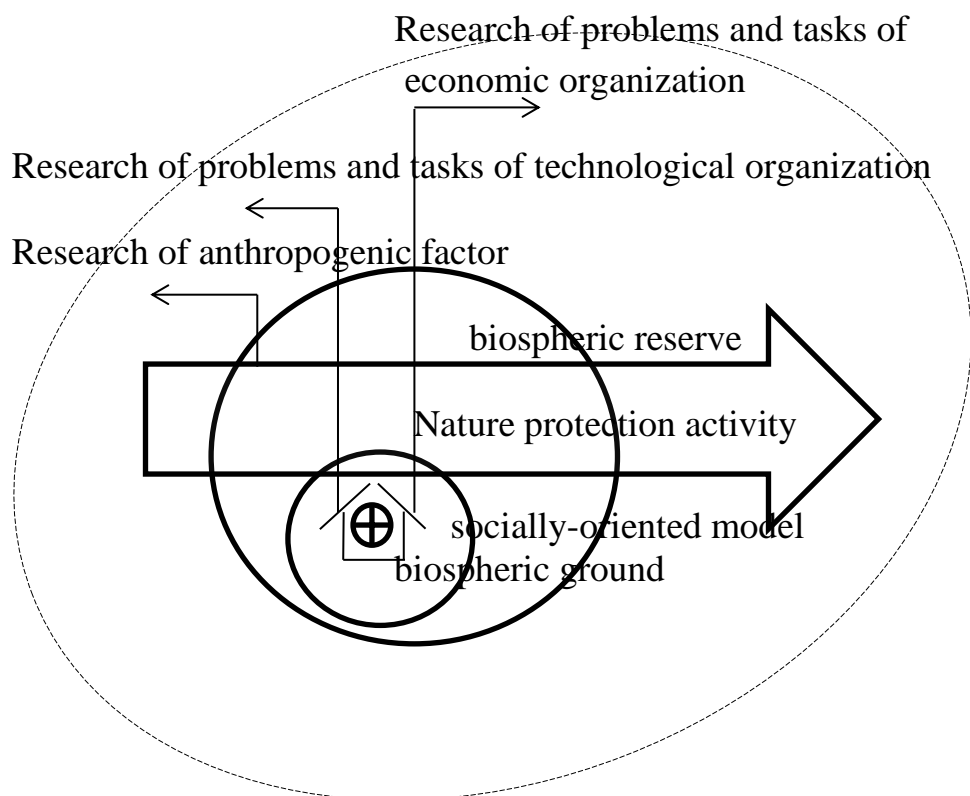 Research of problems and tasks of
economic organization
Research of problems and tasks of technological organization
Research of anthropogenic factor
biospheric reserve
Nature protection activity
socially-oriented model
biospheric ground